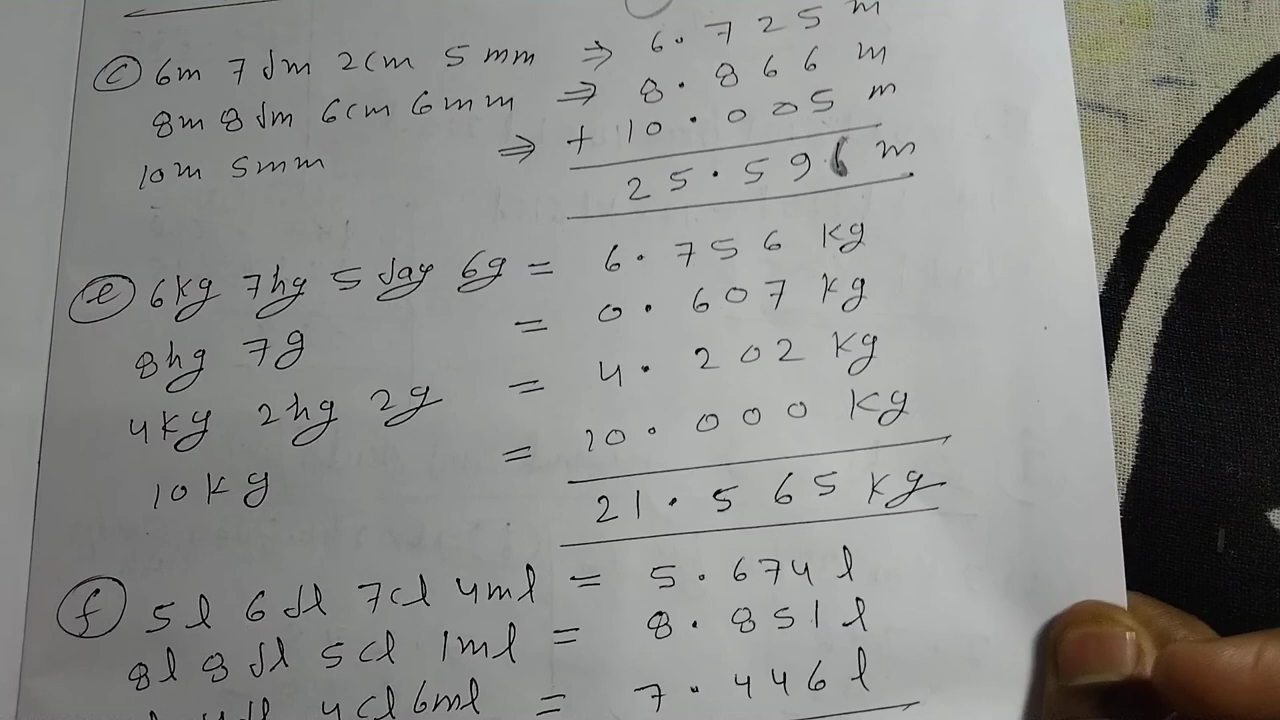 (c) 6m 7dm 2cm 5mm ⇒ 6.725 m
8m 8dm 6cm 6mm ⇒ 8.866 m
10m 5mm ⇒ + 10.005 m
25.596 m
(e) 6kg 7hg 5dag 6g = 6.756 kg
8hg 7g = 0.607 kg
4kg 2hg 2g = 4.202 kg
10kg = 10.000 kg
21.565 kg
(f) 5l 6dl 7cl 4ml = 5.674 l
8l 8dl 5cl 1ml = 8.851 l
4cl 6ml = 7.446 l